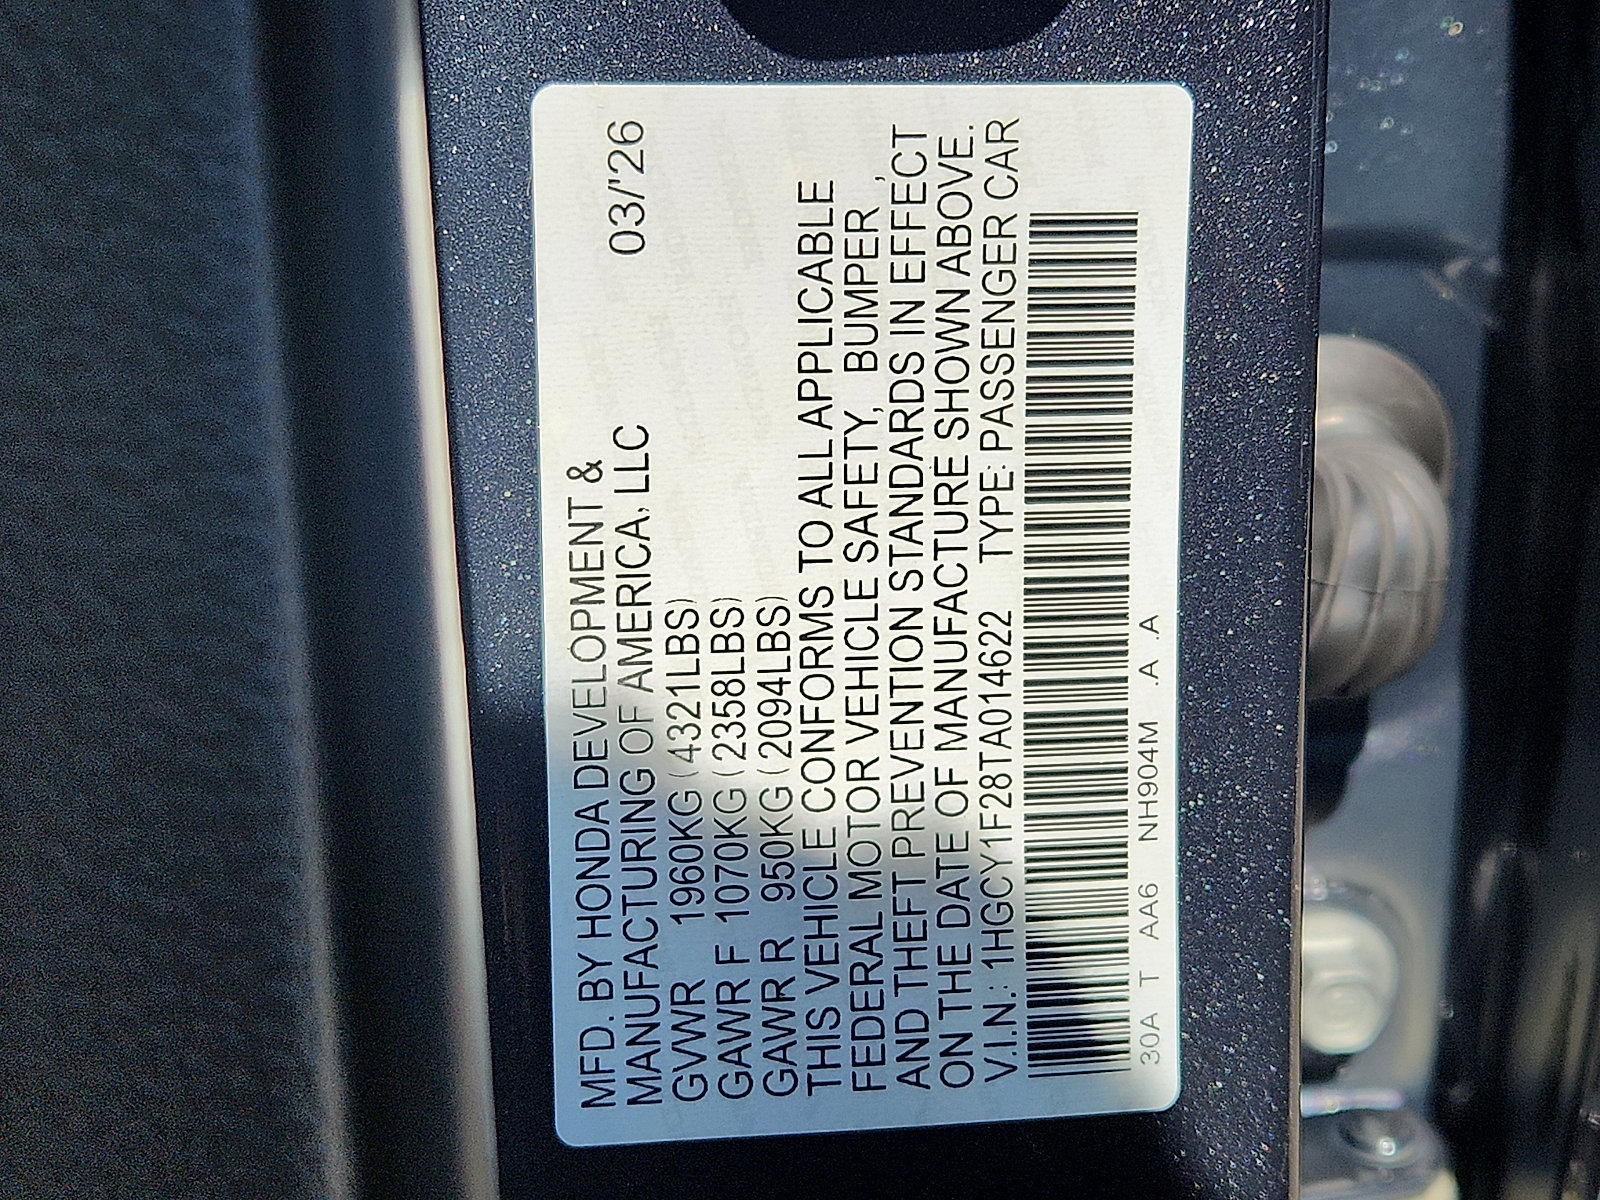 MFD. BY HONDA DEVELOPMENT &
MANUFACTURING OF AMERICA, LLC 03/'26
GVWR 1960KG (4321LBS)
GAWR F 1070KG (2358LBS)
GAWR R 950KG (2094LBS)
THIS VEHICLE CONFORMS TO ALL APPLICABLE
FEDERAL MOTOR VEHICLE SAFETY, BUMPER ,
AND THEFT PREVENTION STANDARDS IN EFFECT
ON THE DATE OF MANUFACTURE SHOWN ABOVE.
V.I.N.: 1HGCY1F28TA014622 TYPE: PASSENGER CAR
30A T AA6 NH904M .A .A